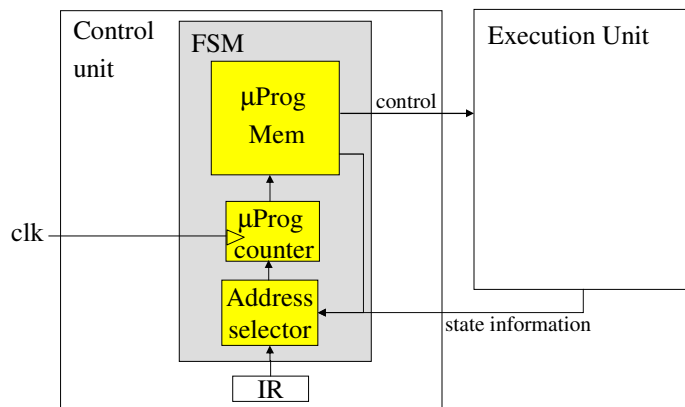 Control
unit
FSM
Execution Unit
µProg
Mem
control
µProg
counter
clk
Address
selector
state information
IR